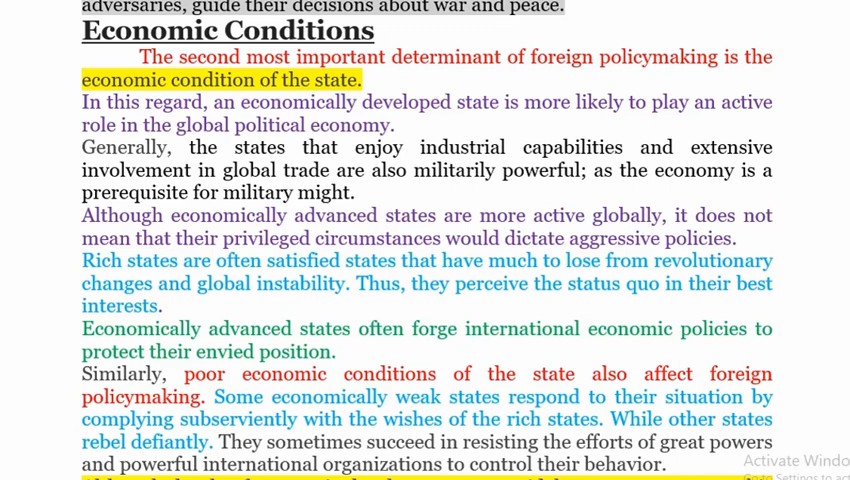 adversaries, guide their decisions about war and peace.
Economic Conditions
The second most important determinant of foreign policymaking is the
economic condition of the state.
In this regard, an economically developed state is more likely to play an active
role in the global political economy.
Generally, the states that enjoy industrial capabilities and extensive
involvement in global trade are also militarily powerful; as the economy is a
prerequisite for military might.
Although economically advanced states are more active globally, it does not
mean that their privileged circumstances would dictate aggressive policies.
Rich states are often satisfied states that have much to lose from revolutionary
changes and global instability. Thus, they perceive the status quo in their best
interests.
Economically advanced states often forge international economic policies to
protect their envied position.
Similarly, poor economic conditions of the state also affect foreign
policymaking. Some economically weak states respond to their situation by
complying subserviently with the wishes of the rich states. While other states
rebel defiantly. They sometimes succeed in resisting the efforts of great powers
and powerful international organizations to control their behavior.
Activate Windo